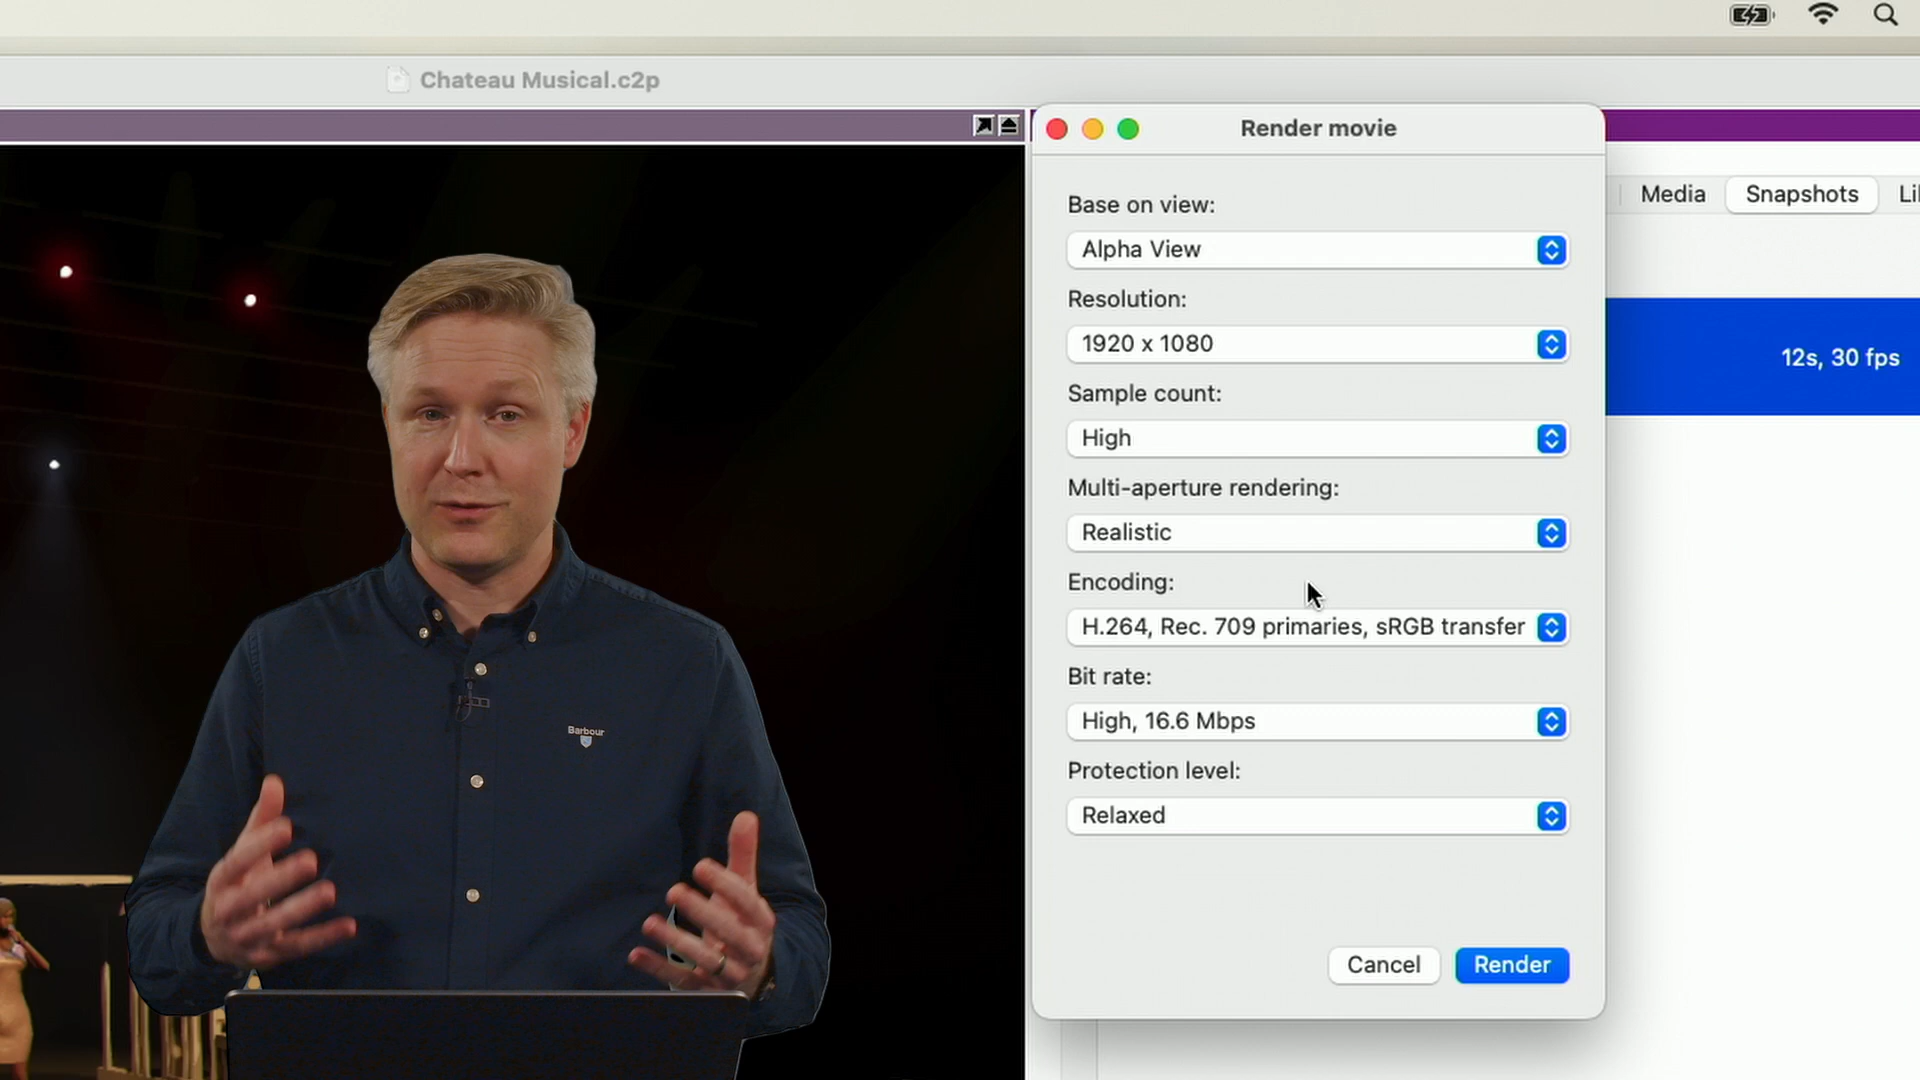 Chateau Musical.c2p
Render movie
Base on view:
Alpha View
Resolution:
1920 x 1080
Sample count:
High
Multi-aperture rendering:
Realistic
Encoding:
H.264, Rec. 709 primaries, sRGB transfer
Bit rate:
High, 16.6 Mbps
Protection level:
Relaxed
Cancel
Render
Media
Snapshots
12s, 30 fps
Barbour